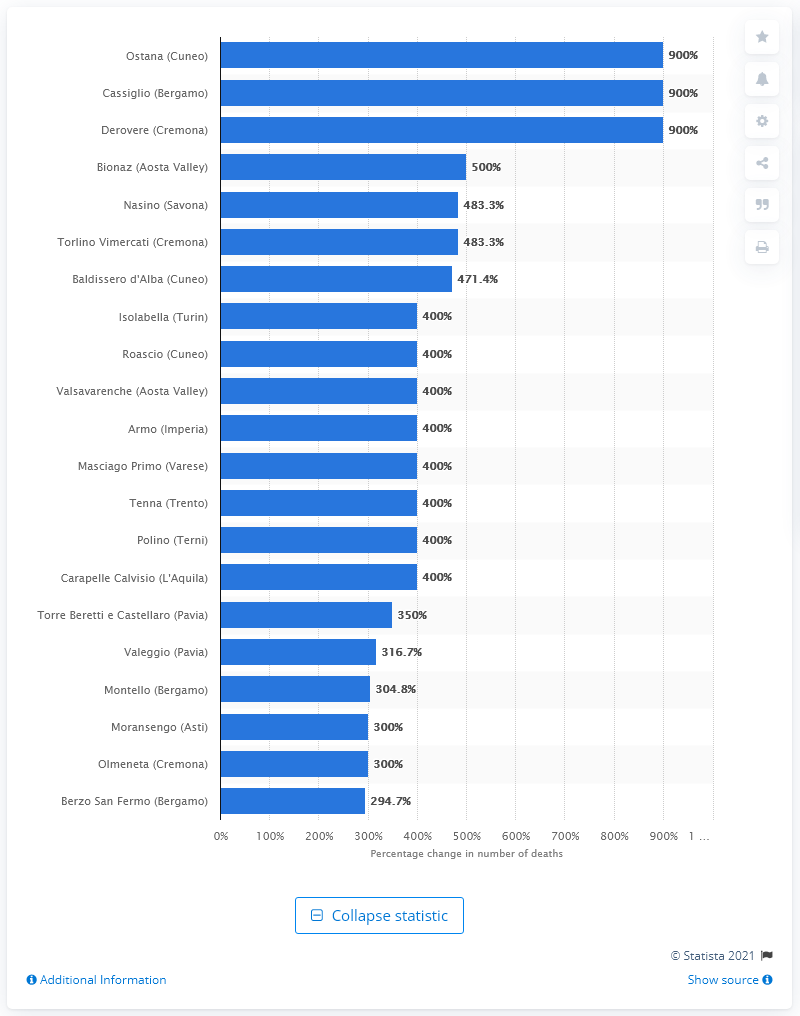 Ostana (Cuneo) 900%
Cassiglio (Bergamo) 900%
Derovere (Cremona) 900%
Bionaz (Aosta Valley) 500%
Nasino (Savona) 483.3%
Torlino Vimercati (Cremona) 483.3%
Baldissero d'Alba (Cuneo) 471.4%
Isolabella (Turin) 400%
Roascio (Cuneo) 400%
Valsavarenche (Aosta Valley) 400%
Armo (Imperia) 400%
Masciago Primo (Varese) 400%
Tenna (Trento) 400%
Polino (Terni) 400%
Carapelle Calvisio (L'Aquila) 400%
Torre Beretti e Castellaro (Pavia) 350%
Valeggio (Pavia) 316.7%
Montello (Bergamo) 304.8%
Moransengo (Asti) 300%
Olmeneta (Cremona) 300%
Berzo San Fermo (Bergamo) 294.7%
0% 100% 200% 300% 400% 500% 600% 700% 800% 900% 1 ...
Percentage change in number of deaths
Collapse statistic
© Statista 2021
Additional Information Show source